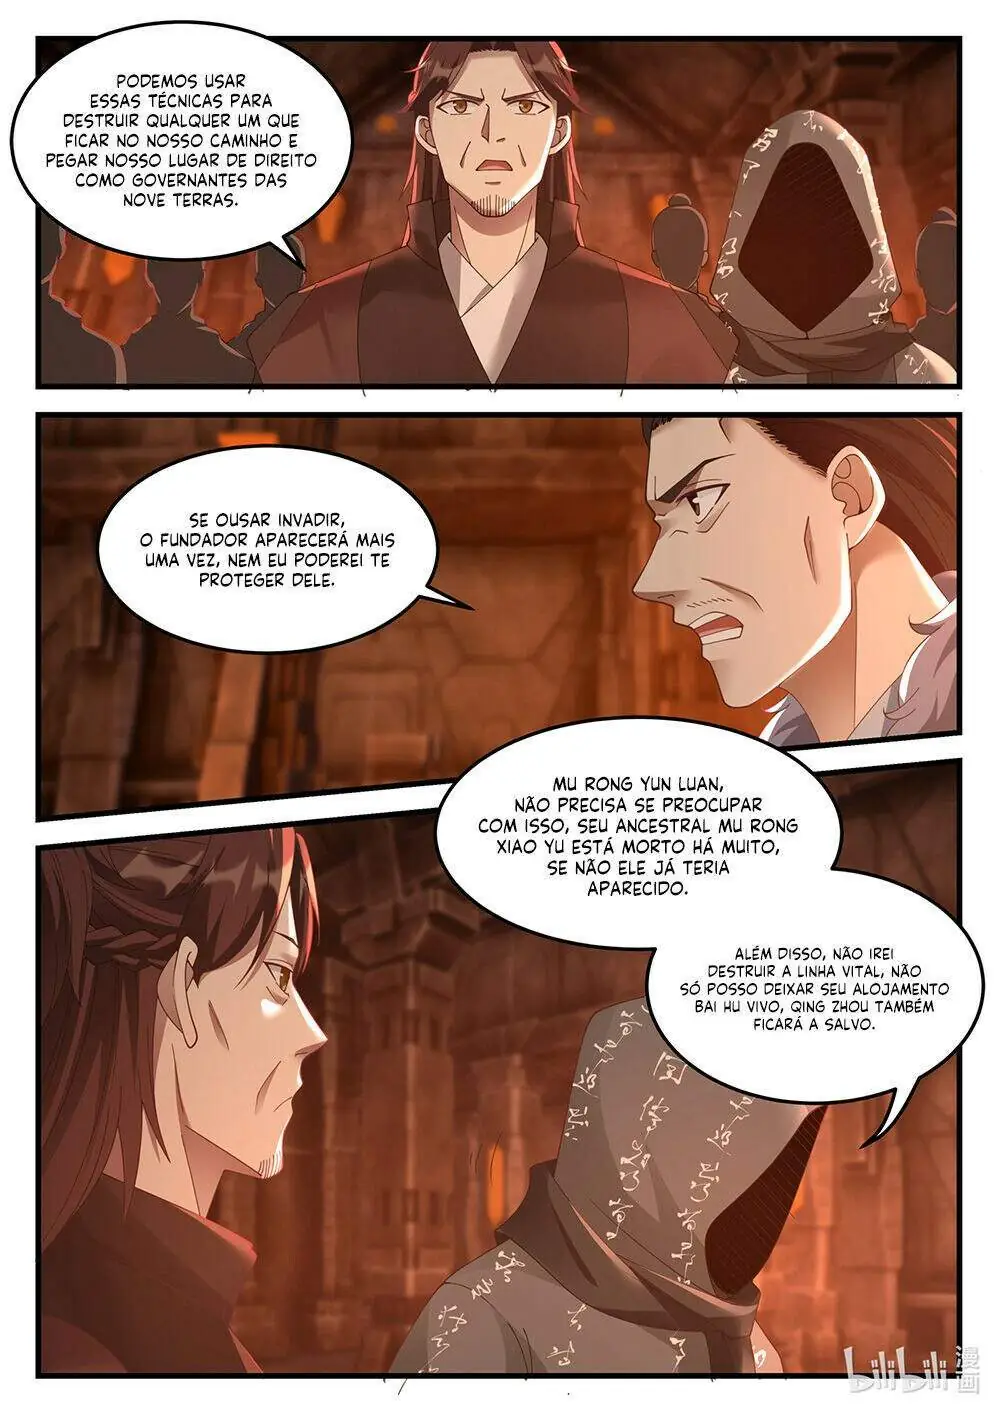 PODEMOS USAR
ESSAS TÉCNICAS PARA
DESTRUIR QUALQUER UM QUE
FICAR NO NOSSO CAMINHO E
PEGAR NOSSO LUGAR DE DIREITO
COMO GOVERNANTES DAS
NOVE TERRAS.
SE OUSAR INVADIR,
O FUNDADOR APARECERÁ MAIS
UMA VEZ, NEM EU PODEREI TE
PROTEGER DELE.
MU RONG YUN LUAN,
NÃO PRECISA SE PREOCUPAR
COM ISSO, SEU ANCESTRAL MU RONG
XIAO YU ESTÁ MORTO HÁ MUITO,
SE NÃO ELE JÁ TERIA
APARECIDO.
ALÉM DISSO, NÃO IREI
DESTRUIR A LINHA VITAL, NÃO
SÓ POSSO DEIXAR SEU ALOJAMENTO
BAI HU VIVO, QING ZHOU TAMBÉM
FICARÁ A SALVO.
bilibili 漫画